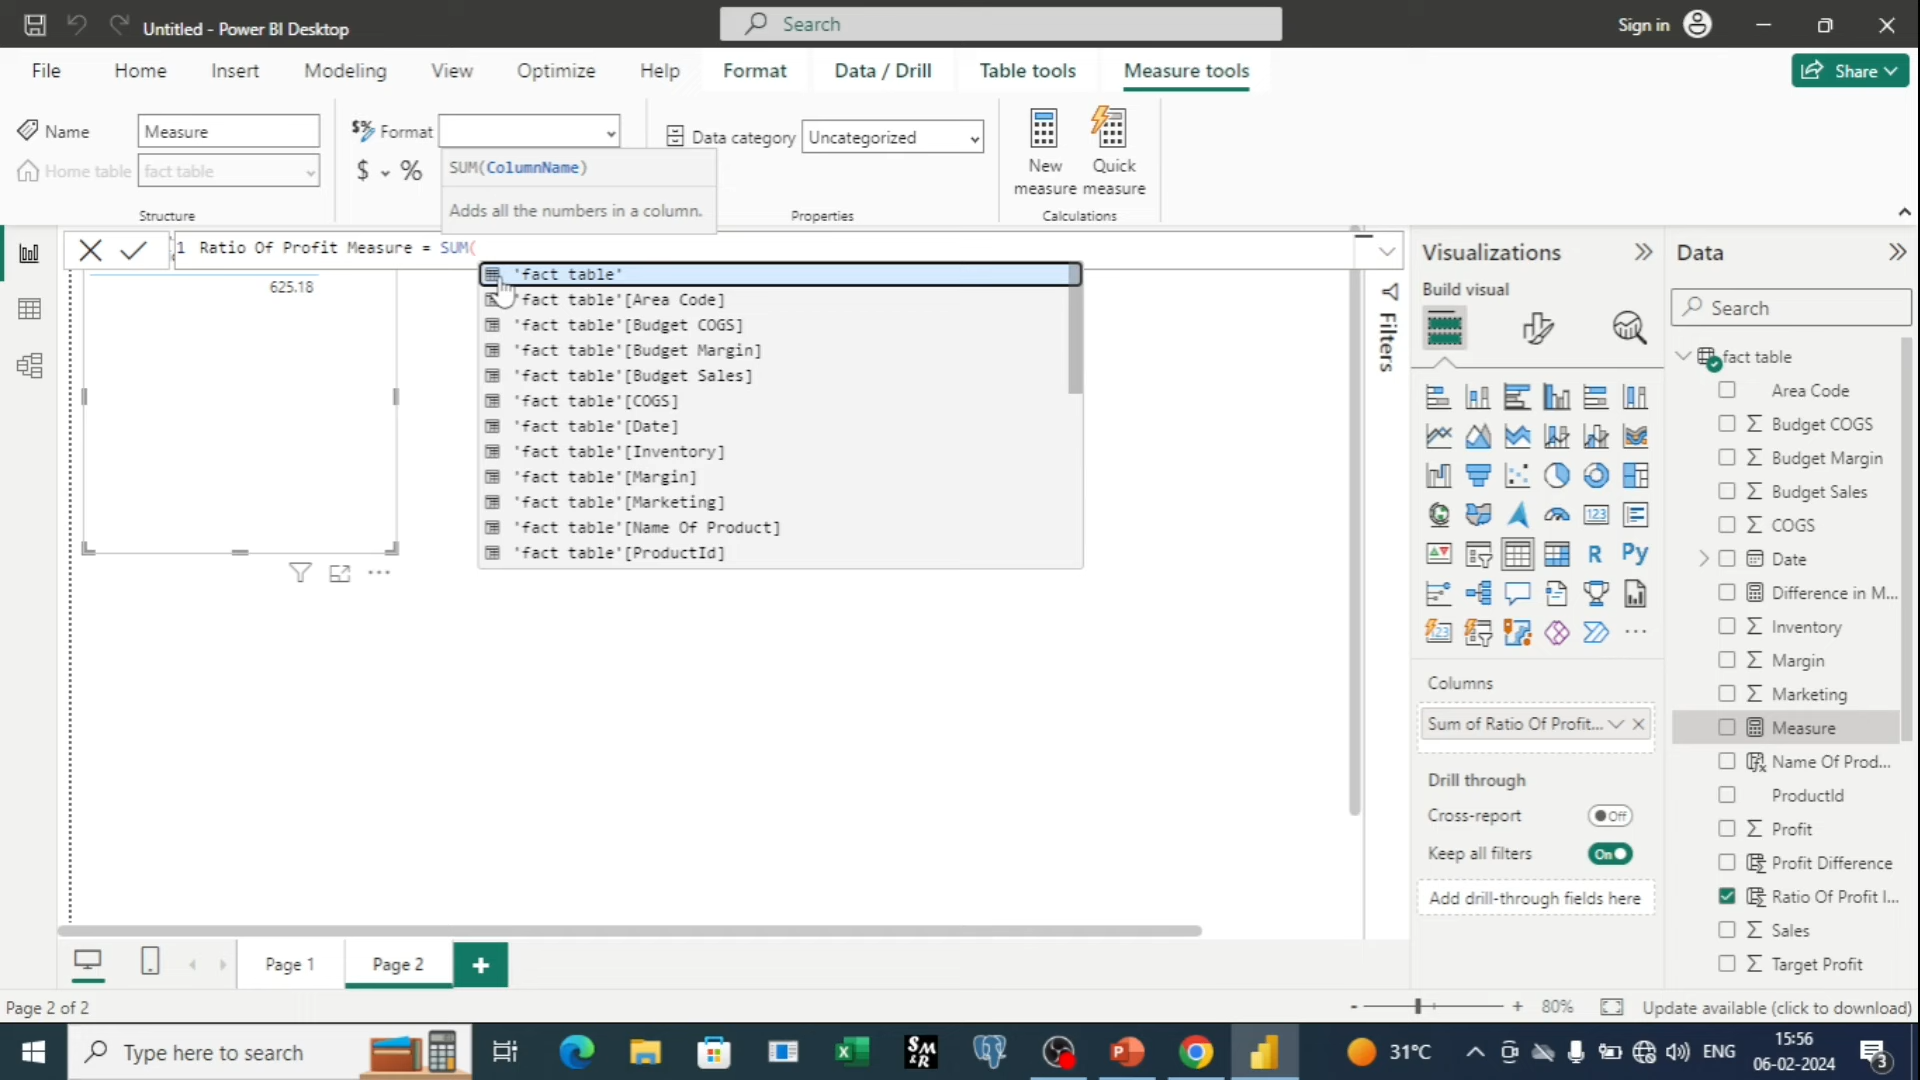 Untitled - Power BI Desktop
Search
Sign in
File
Home
Insert
Modeling
View
Optimize
Help
Format
Data / Drill
Table tools
Measure tools
Share
Name
Measure
Format
Data category
Uncategorized
Home table
fact table
$
%
New measure
Quick measure
SUM(ColumnName)
Adds all the numbers in a column.
Structure
Properties
Calculations
1 Ratio Of Profit Measure = SUM(
'fact table'
'fact table'[Area Code]
'fact table'[Budget COGS]
'fact table'[Budget Margin]
'fact table'[Budget Sales]
'fact table'[COGS]
'fact table'[Date]
'fact table'[Inventory]
'fact table'[Margin]
'fact table'[Marketing]
'fact table'[Name Of Product]
'fact table'[ProductId]
625.18
Filters
Visualizations
Build visual
123
R
Py
123
Columns
Sum of Ratio Of Profit...
Drill through
Cross-report
Off
Keep all filters
On
Add drill-through fields here
Data
Search
fact table
Area Code
Budget COGS
Budget Margin
Budget Sales
COGS
Date
Difference in M...
Inventory
Margin
Marketing
Measure
Name Of Prod...
ProductId
Profit
Profit Difference
Ratio Of Profit I...
Sales
Target Profit
Page 1
Page 2
+
Page 2 of 2
-
+
80%
Update available (click to download)
Type here to search
31°C
ENG
15:56
06-02-2024
3